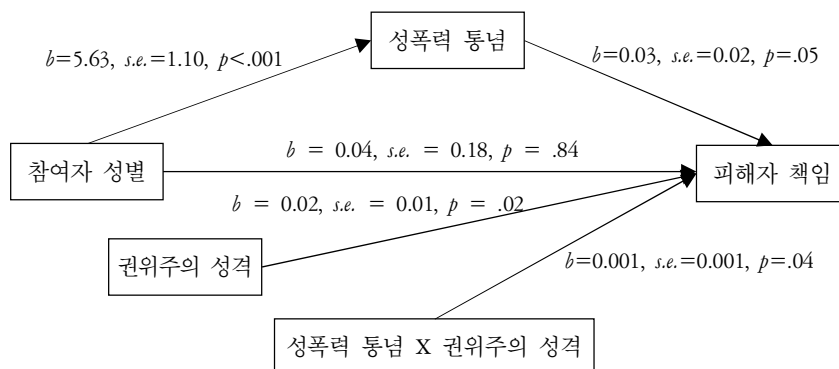 성폭력 통념
b=5.63, s.e.=1.10, p<.001
b=0.03, s.e.=0.02, p=.05
참여자 성별
b = 0.04, s.e. = 0.18, p = .84
피해자 책임
b = 0.02, s.e. = 0.01, p = .02
권위주의 성격
b=0.001, s.e.=0.001, p=.04
성폭력 통념 X 권위주의 성격